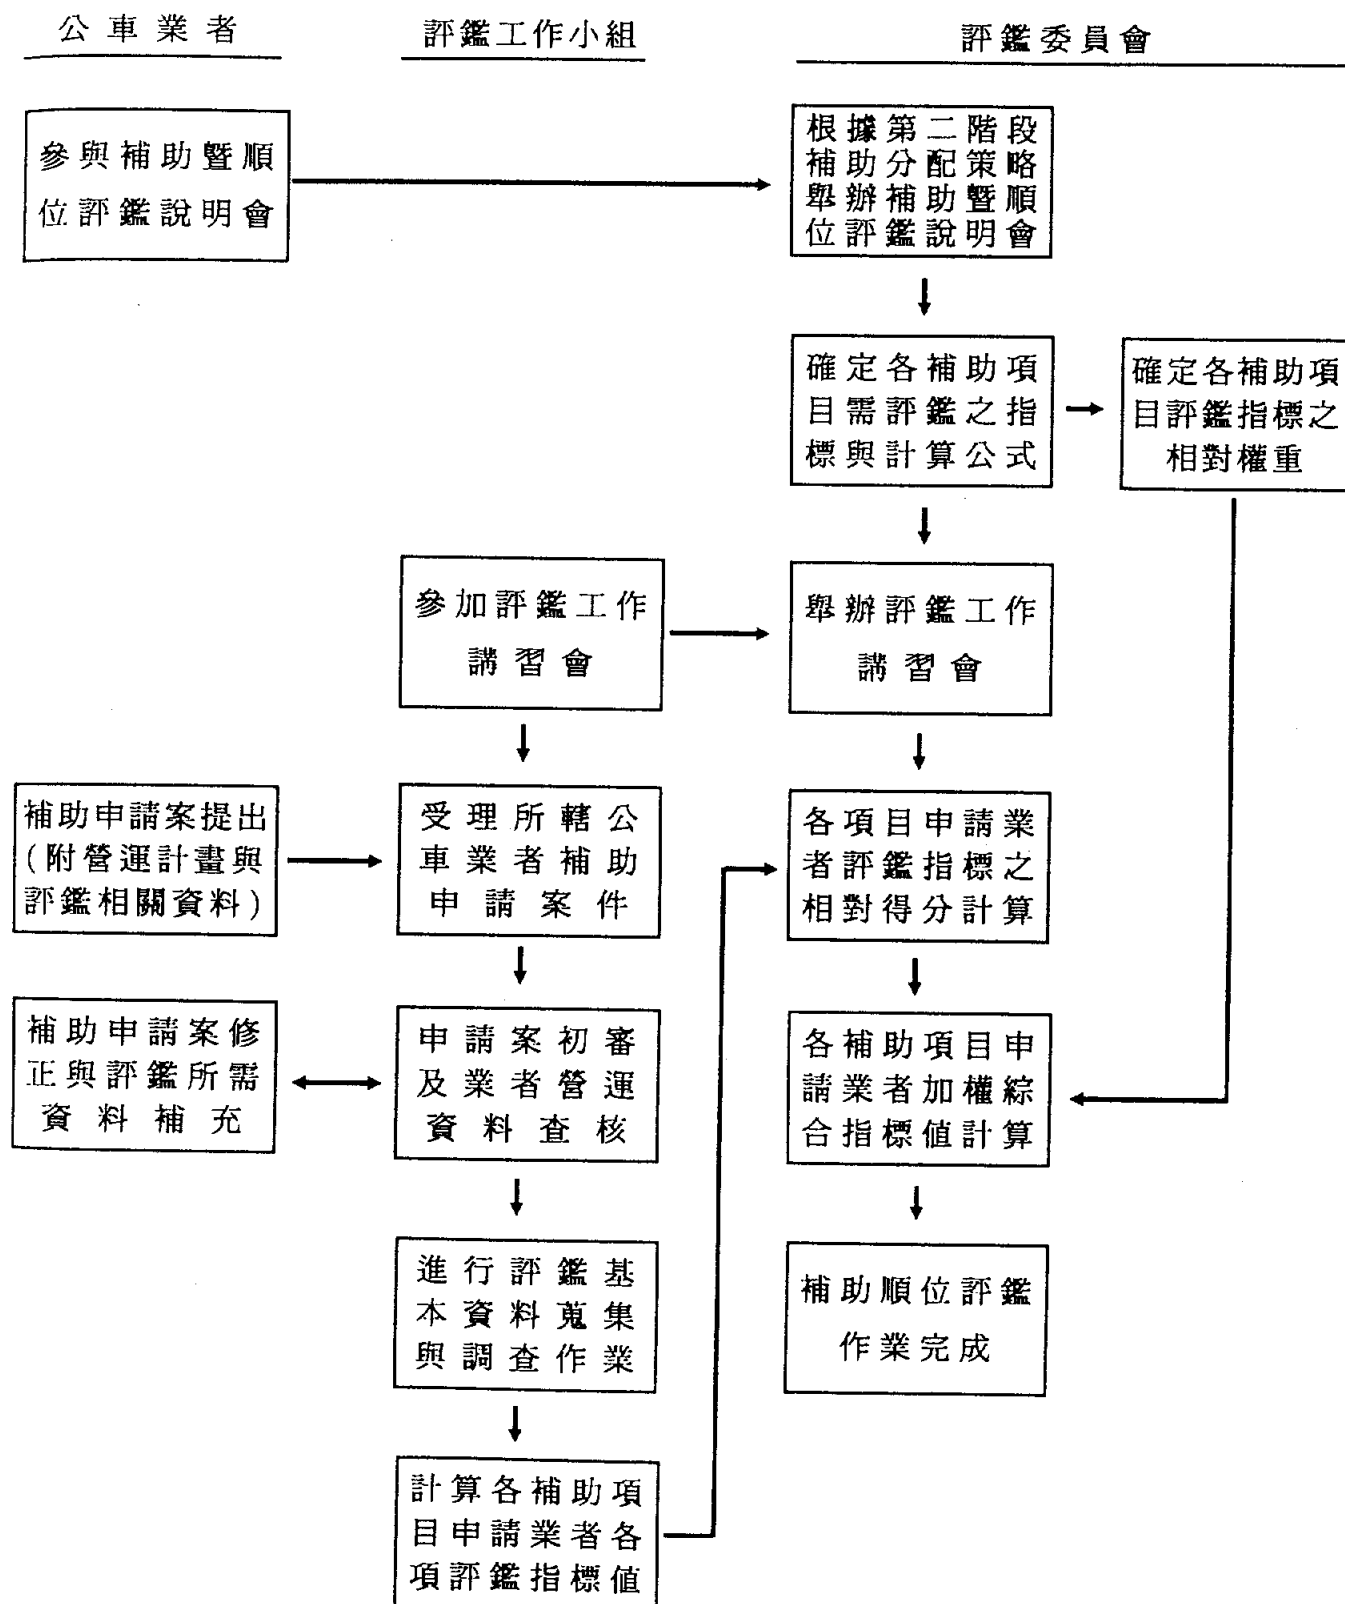 公車業者
評鑑工作小組
評鑑委員會
參與補助暨順
位評鑑說明會
根據第二階段
補助分配策略
舉辦補助暨順
位評鑑說明會
確定各補助項
目需評鑑之指
標與計算公式
確定各補助項
目評鑑指標之
相對權重
參加評鑑工作
講習會
舉辦評鑑工作
講習會
補助申請案提出
(附營運計畫與
評鑑相關資料)
受理所轄公
車業者補助
申請案件
各項目申請業
者評鑑指標之
相對得分計算
補助申請案修
正與評鑑所需
資料補充
申請案初審
及業者營運
資料查核
各補助項目申
請業者加權綜
合指標值計算
進行評鑑基
本資料蒐集
與調查作業
補助順位評鑑
作業完成
計算各補助項
目申請業者各
項評鑑指標值